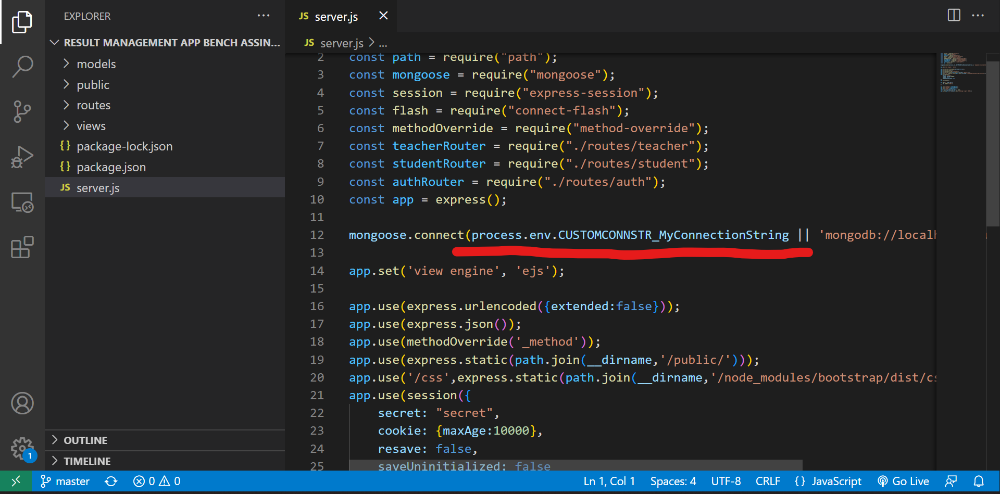 EXPLORER ...
RESULT MANAGEMENT APP BENCH ASSIN...
models
public
routes
views
{} package-lock.json
{} package.json
JS server.js
OUTLINE
TIMELINE
JS server.js
JS server.js > ...
2 const path = require("path");
3 const mongoose = require("mongoose");
4 const session = require("express-session");
5 const flash = require("connect-flash");
6 const methodOverride = require("method-override");
7 const teacherRouter = require("./routes/teacher");
8 const studentRouter = require("./routes/student");
9 const authRouter = require("./routes/auth");
10 const app = express();
11
12 mongoose.connect(process.env.CUSTOMCONNSTR_MyConnectionString || 'mongodb://local
13
14 app.set('view engine', 'ejs');
15
16 app.use(express.urlencoded({extended:false}));
17 app.use(express.json());
18 app.use(methodOverride('_method'));
19 app.use(express.static(path.join(__dirname,'/public/')));
20 app.use('/css',express.static(path.join(__dirname,'/node_modules/bootstrap/dist/cs
21 app.use(session({
22 secret: "secret",
23 cookie: {maxAge:10000},
24 resave: false,
25 saveUninitialized: false
1
master 0 0 Ln 1, Col 1 Spaces: 4 UTF-8 CRLF {} JavaScript Go Live